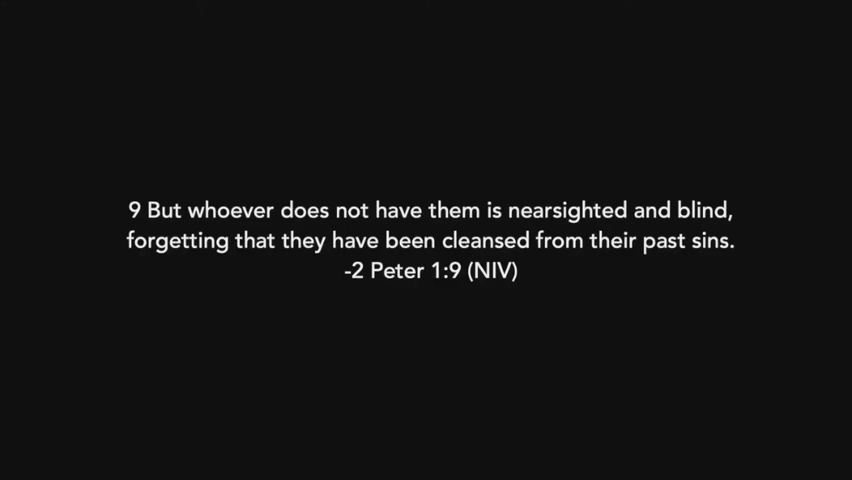 9 But whoever does not have them is nearsighted and blind,
forgetting that they have been cleansed from their past sins.
-2 Peter 1:9 (NIV)